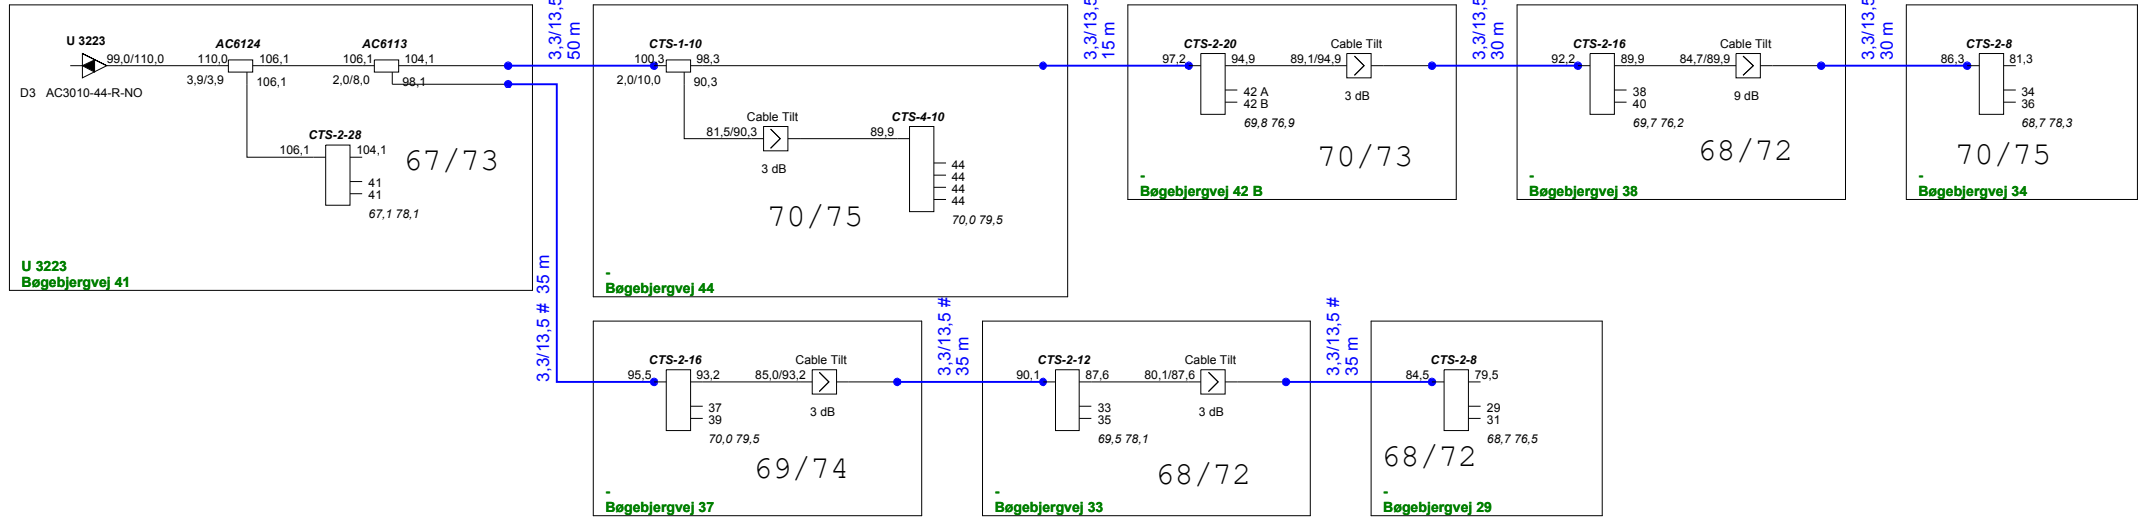 U 3223
99,0/110,0
D3 AC3010-44-R-NO
AC6124
110,0
106,1
3,9/3,9
106,1
AC6113
106,1
104,1
2,0/8,0
98,1
CTS-2-28
106,1
104,1
41
41
67,1 78,1
67/73
U 3223
Bøgebjergvej 41
3,3/13,5
50 m
CTS-1-10
100,3
98,3
2,0/10,0
90,3
Cable Tilt
81,5/90,3
3 dB
CTS-4-10
89,9
44
44
44
44
70,0 79,5
70/75
-
Bøgebjergvej 44
3,3/13,5
15 m
CTS-2-20
97,2
94,9
42 A
42 B
69,8 76,9
Cable Tilt
89,1/94,9
3 dB
70/73
-
Bøgebjergvej 42 B
3,3/13,5
30 m
CTS-2-16
92,2
89,9
38
40
69,7 76,2
Cable Tilt
84,7/89,9
9 dB
68/72
-
Bøgebjergvej 38
3,3/13,5
30 m
CTS-2-8
86,3
81,3
34
36
68,7 78,3
70/75
-
Bøgebjergvej 34
3,3/13,5 # 35 m
CTS-2-16
95,5
93,2
37
39
70,0 79,5
Cable Tilt
85,0/93,2
3 dB
69/74
-
Bøgebjergvej 37
3,3/13,5 #
35 m
CTS-2-12
90,1
87,6
33
35
69,5 78,1
Cable Tilt
80,1/87,6
3 dB
68/72
-
Bøgebjergvej 33
3,3/13,5 #
35 m
CTS-2-8
84,5
79,5
29
31
68,7 76,5
68/72
-
Bøgebjergvej 29